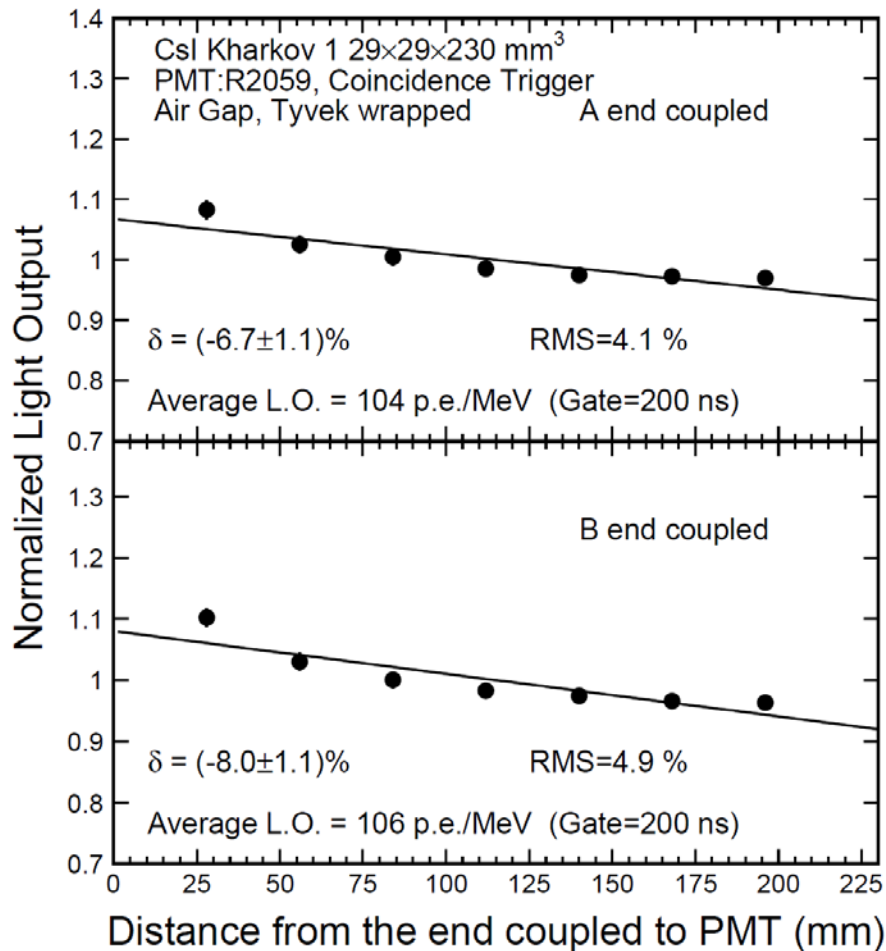 1.4
CsI Kharkov 1 29×29×230 mm³
PMT:R2059, Coincidence Trigger
1.3
Air Gap, Tyvek wrapped A end coupled
1.2
1.1
1
0.9
δ = (-6.7±1.1)% RMS=4.1 %
0.8
Average L.O. = 104 p.e./MeV (Gate=200 ns)
0.7
Normalized Light Output
1.3
B end coupled
1.2
1.1
1
0.9
δ = (-8.0±1.1)% RMS=4.9 %
0.8
Average L.O. = 106 p.e./MeV (Gate=200 ns)
0.7
0 25 50 75 100 125 150 175 200 225
Distance from the end coupled to PMT (mm)